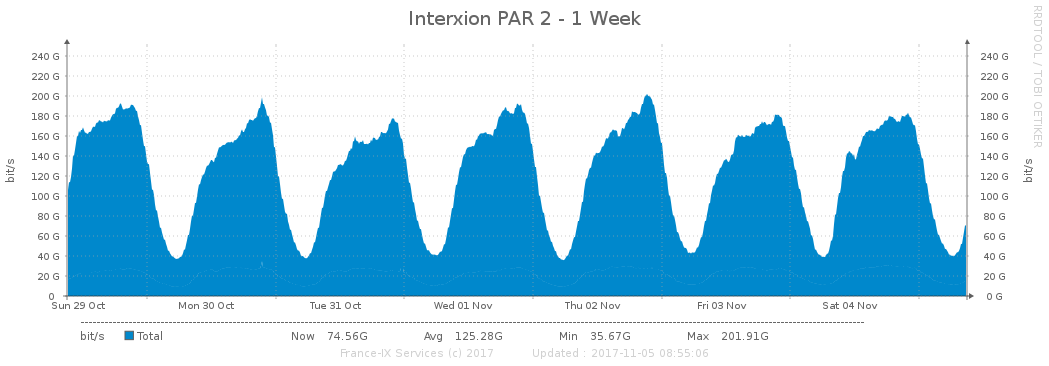 Interxion PAR 2 - 1 Week
RRDTOOL / TOBI OETIKER
bit/s
240 G 240 G
220 G 220 G
200 G 200 G
180 G 180 G
160 G 160 G
140 G 140 G
120 G 120 G
100 G 100 G
80 G 80 G
60 G 60 G
40 G 40 G
20 G 20 G
0 0 G
bit/s
Sun 29 Oct Mon 30 Oct Tue 31 Oct Wed 01 Nov Thu 02 Nov Fri 03 Nov Sat 04 Nov
bit/s Total Now 74.56G Avg 125.28G Min 35.67G Max 201.91G
France-IX Services (c) 2017 Updated : 2017-11-05 08:55:06